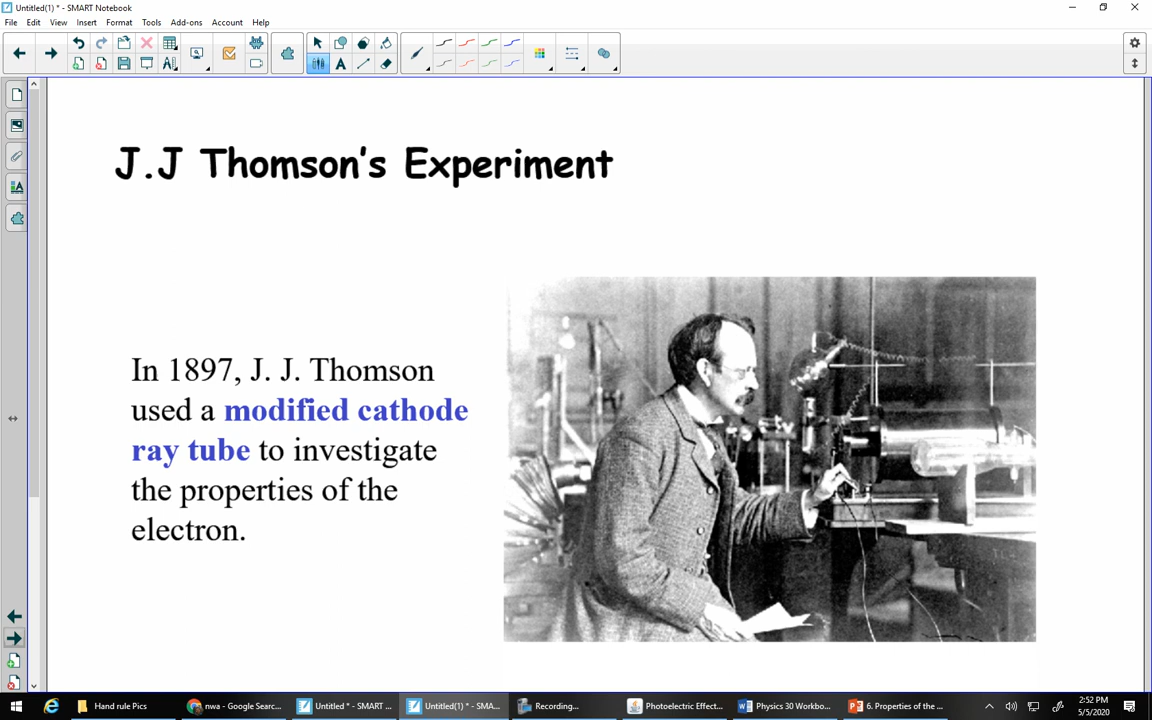 Untitled(1) * - SMART Notebook
File Edit View Insert Format Tools Add-ons Account Help
J.J Thomson's Experiment
In 1897, J. J. Thomson
used a modified cathode
ray tube to investigate
the properties of the
electron.
Hand rule Pics
nwa - Google Searc...
Untitled * - SMART ...
Untitled(1) * - SMA...
Recording...
Photoelectric Effect...
Physics 30 Workbo...
6. Properties of the ...
2:52 PM
5/5/2020